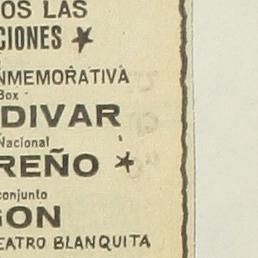 OS LAS
CIONES ★
NMEMORATIVA
Box
DIVAR
Nacional
REÑO ★
conjunto
GON
EATRO BLANQUITA